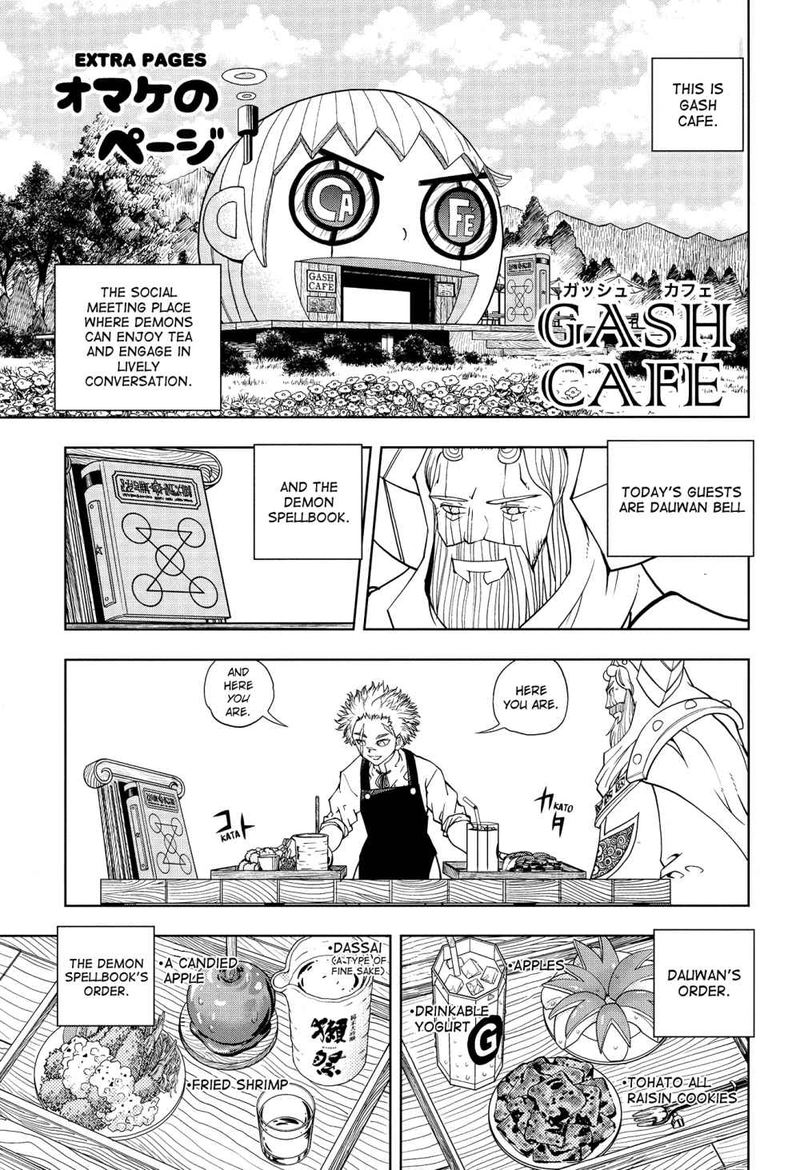 EXTRA PAGES
オマケの
ページ
THIS IS
GASH
CAFE.
CA
FE
GASH
CAFE
THE SOCIAL
MEETING PLACE
WHERE DEMONS
CAN ENJOY TEA
AND ENGAGE IN
LIVELY
CONVERSATION.
ガッシュ カフェ
GASH
CAFÉ
TODAY'S GUESTS
ARE DAUWAN BELL
AND THE
DEMON
SPELLBOOK.
HERE
YOU ARE.
AND
HERE
YOU
ARE.
カタ
KATO
コト
KATA
DAUWAN'S
ORDER.
•APPLES
•DRINKABLE
YOGURT
G
•TOHATO ALL
RAISIN COOKIES
THE DEMON
SPELLBOOK'S
ORDER.
•A CANDIED
APPLE
•DASSAI
(A TYPE OF
FINE SAKE)
獺祭
•FRIED SHRIMP